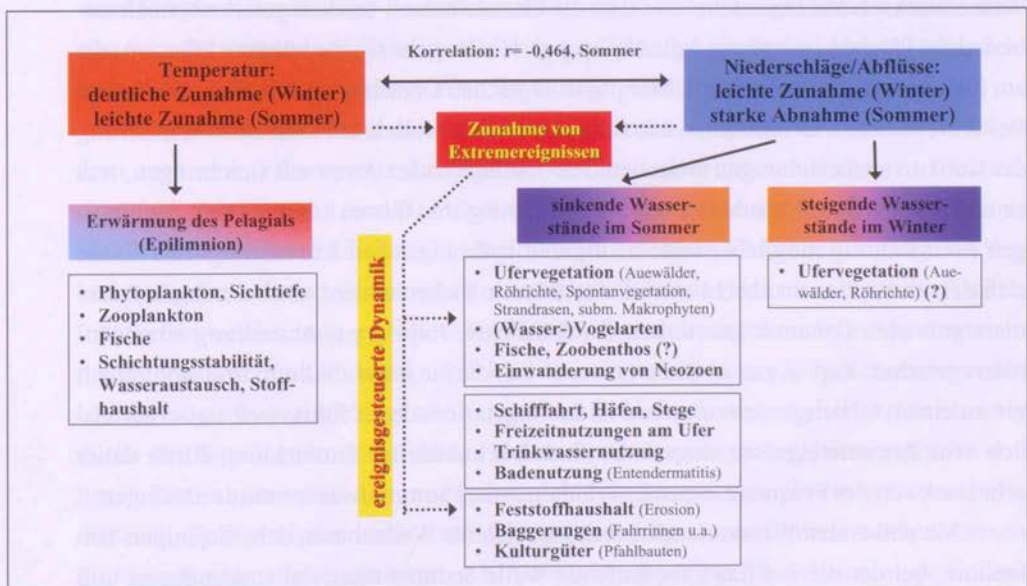 Korrelation: r = -0,464, Sommer
Temperatur:
deutliche Zunahme (Winter)
leichte Zunahme (Sommer)
Niederschläge/Abflüsse:
leichte Zunahme (Winter)
starke Abnahme (Sommer)
Zunahme von
Extremereignissen
Erwärmung des Pelagials
(Epilimnion)
sinkende Wasser-
stände im Sommer
steigende Wasser-
stände im Winter
• Phytoplankton, Sichttiefe
• Zooplankton
• Fische
• Schichtungsstabilität,
Wasseraustausch, Stoff-
haushalt
ereignisgesteuerte Dynamik
• Ufervegetation (Auewälder,
Röhrichte, Spontanvegetation,
Strandrasen, subm. Makrophyten)
• (Wasser-)Vogelarten
• Fische, Zoobenthos (?)
• Einwanderung von Neozoen
• Ufervegetation (Aue-
wälder, Röhrichte) (?)
• Schifffahrt, Häfen, Stege
• Freizeitnutzungen am Ufer
• Trinkwassernutzung
• Badenutzung (Entendermatitis)
• Feststoffhaushalt (Erosion)
• Baggerungen (Fahrrinnen u.ä.)
• Kulturgüter (Pfahlbauten)